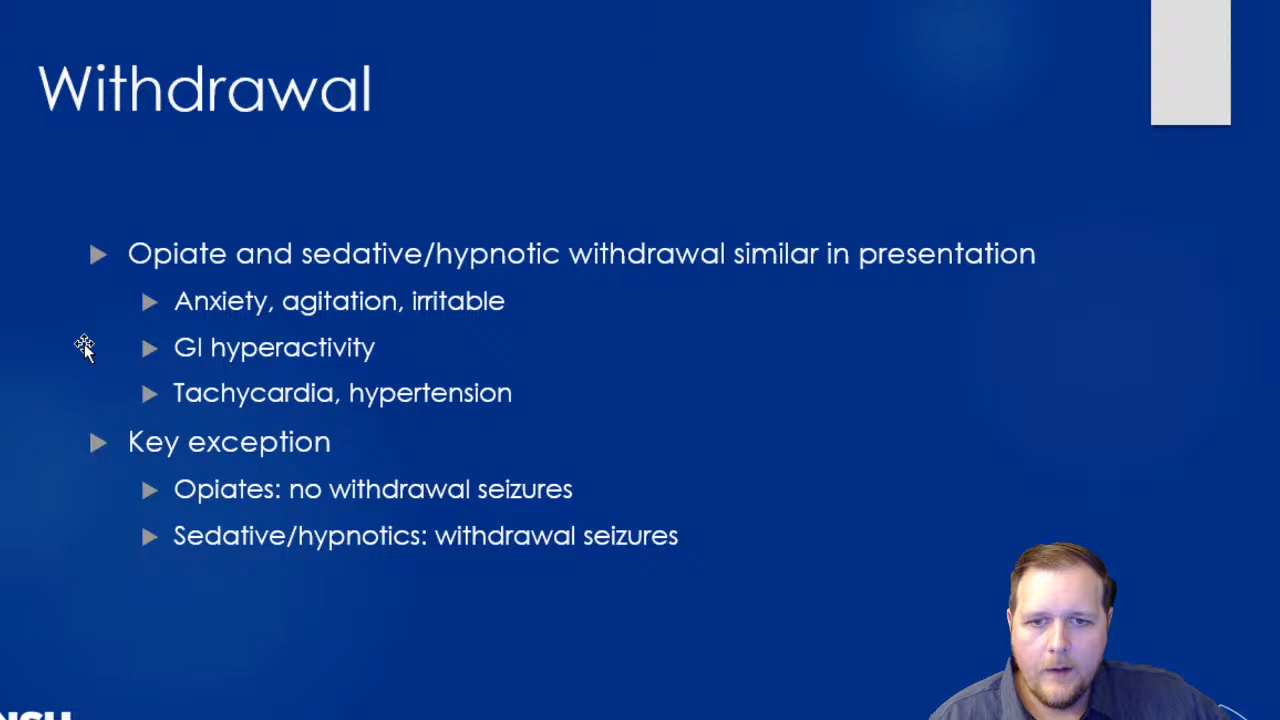 Withdrawal
Opiate and sedative/hypnotic withdrawal similar in presentation
Anxiety, agitation, irritable
GI hyperactivity
Tachycardia, hypertension
Key exception
Opiates: no withdrawal seizures
Sedative/hypnotics: withdrawal seizures